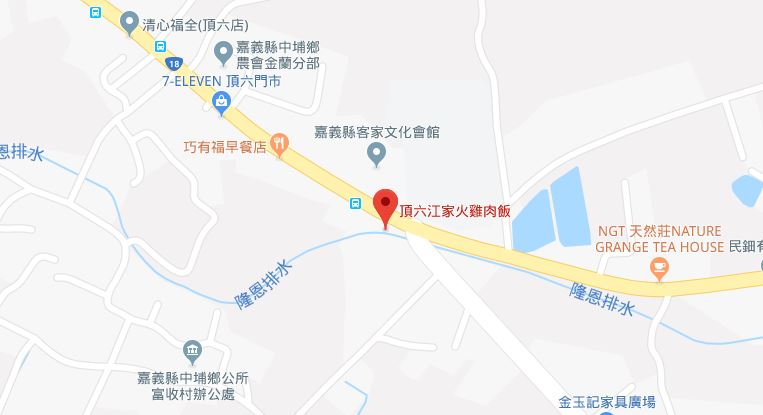 清心福全(頂六店)
嘉義縣中埔鄉
農會金蘭分部
18
7-ELEVEN 頂六門市
嘉義縣客家文化會館
巧有福早餐店
隆恩排水
頂六江家火雞肉飯
NGT 天然莊NATURE
GRANGE TEA HOUSE
民鈿有
隆恩排水
隆恩排水
嘉義縣中埔鄉公所
富收村辦公處
金玉記家具廣場